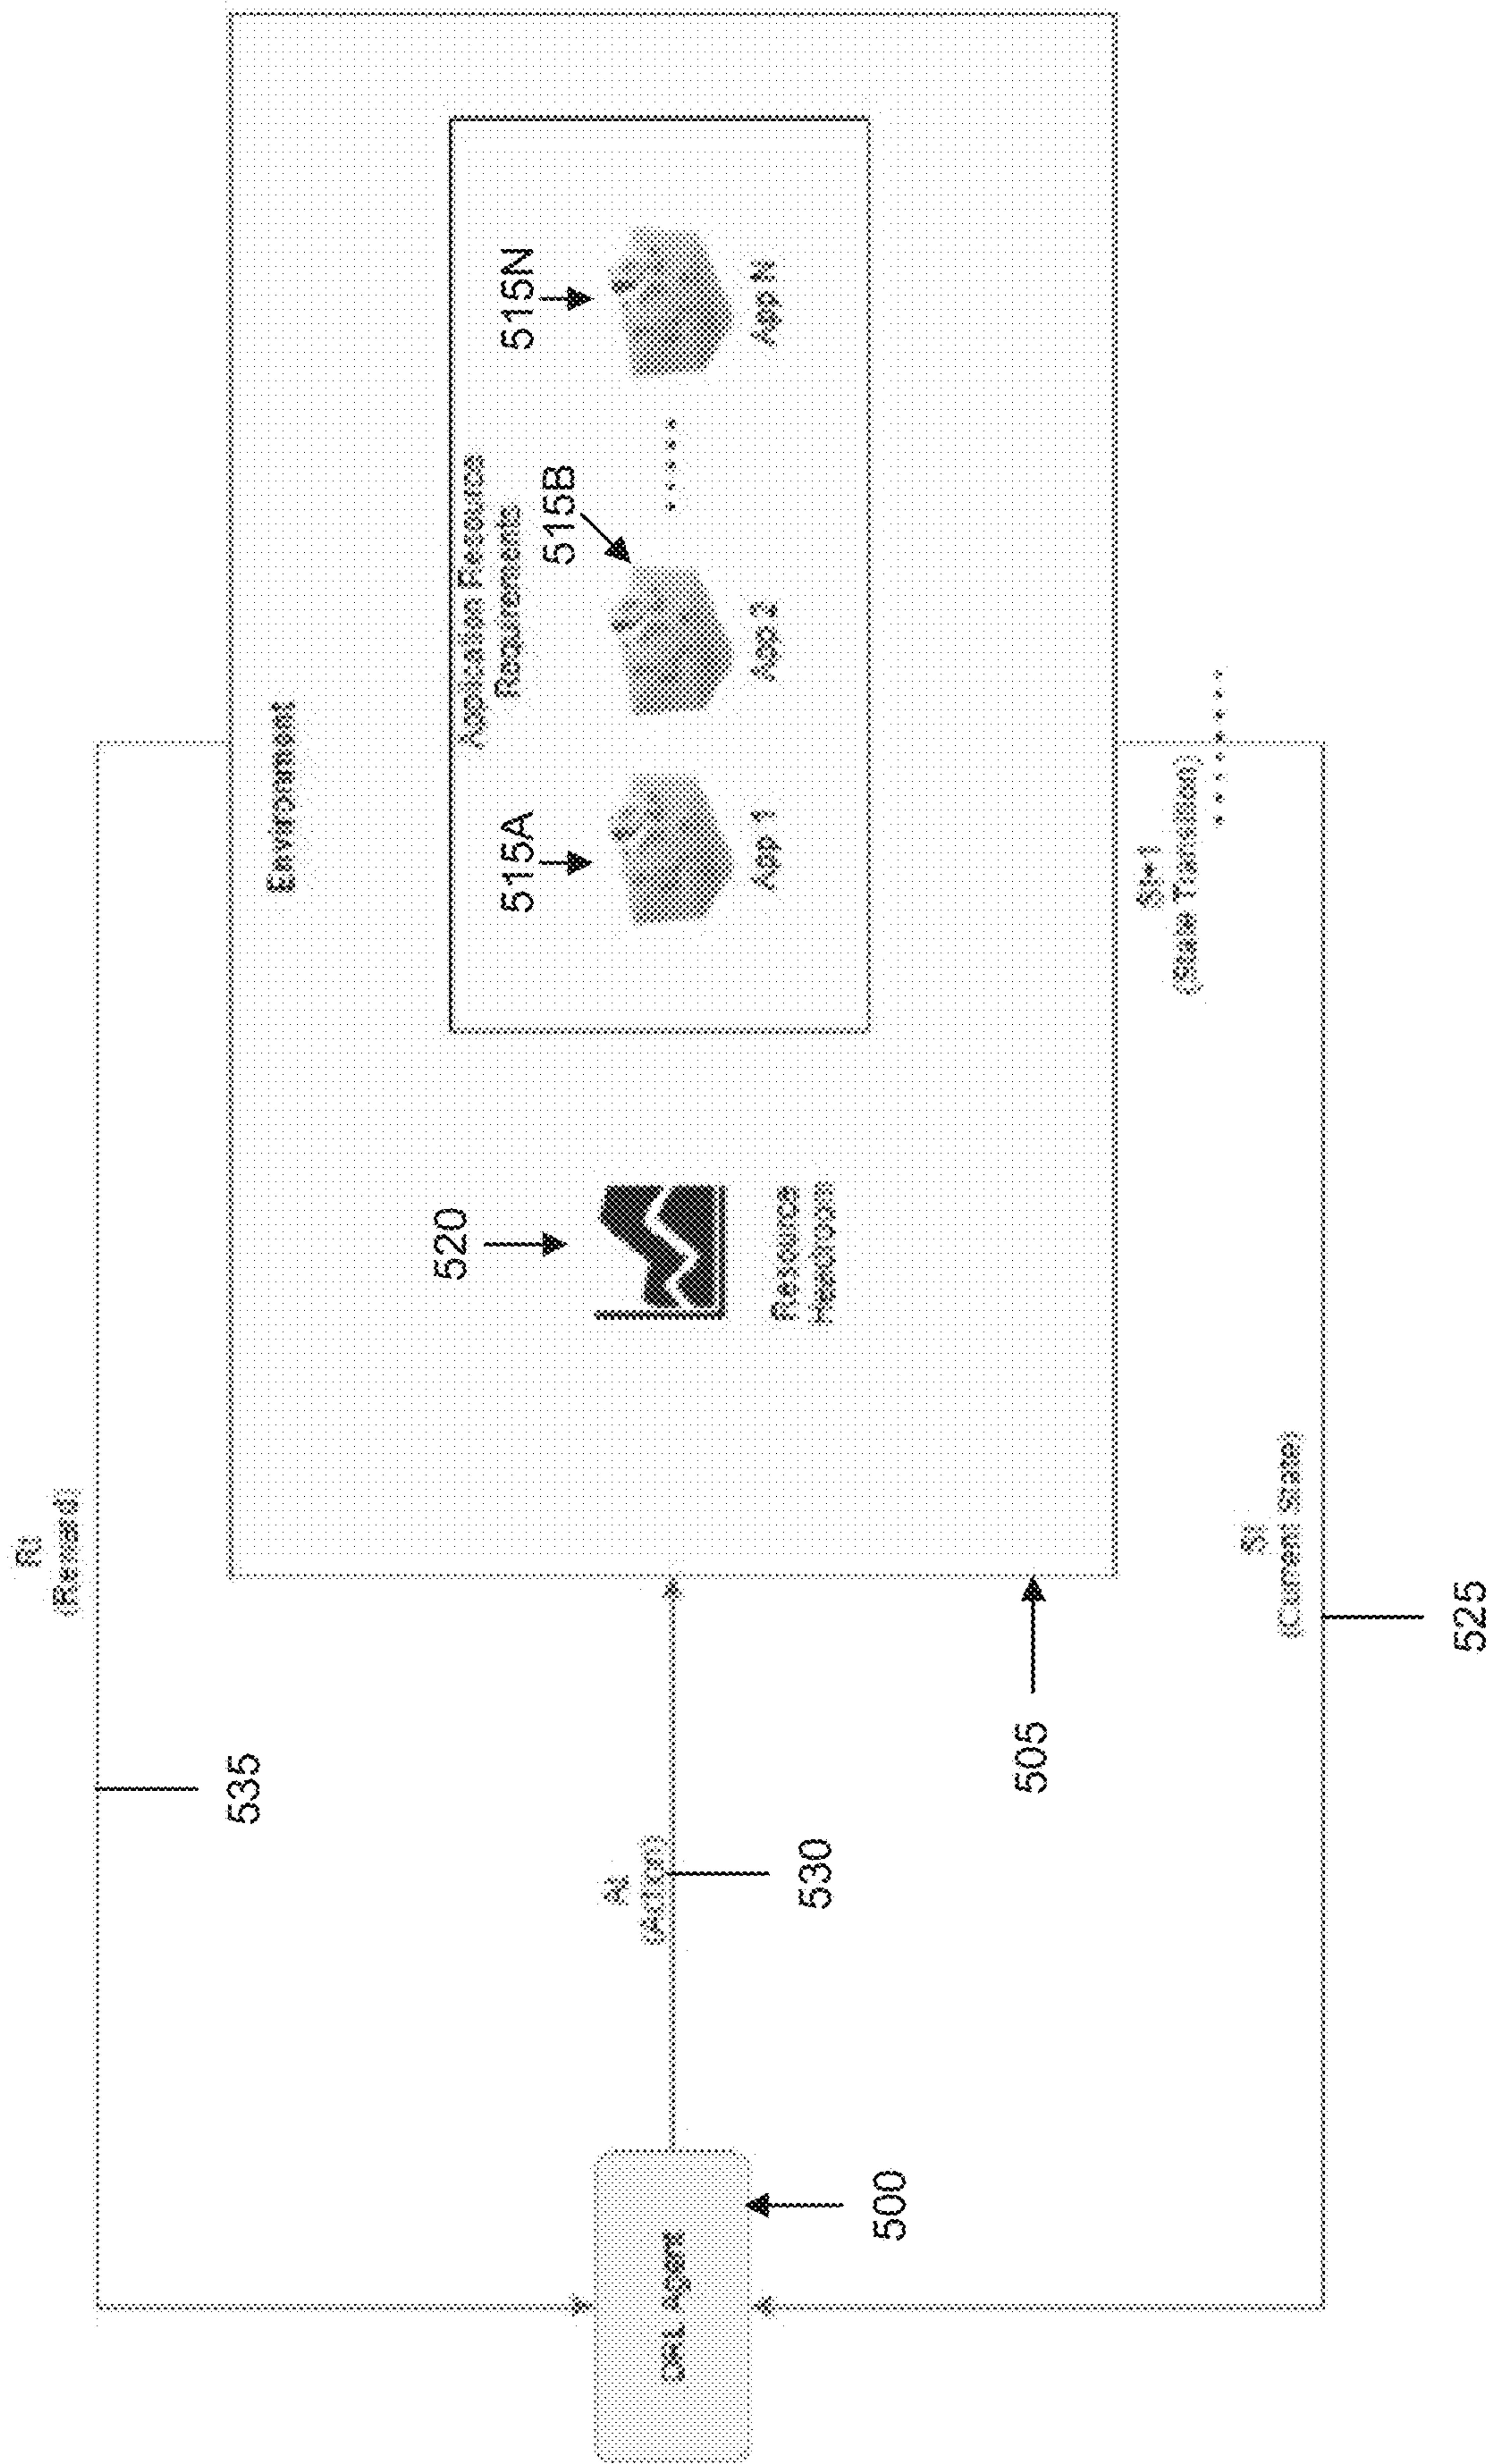 Rt
(Reward)
535
Environment
DRL Agent
500
At
(Action)
530
505
520
Resource
Headroom
Application Resource
Requirements
515A
515B
515N
App 1
App 2
App N
.....
St+1
(State Transition)
.......
St
(Current State)
525